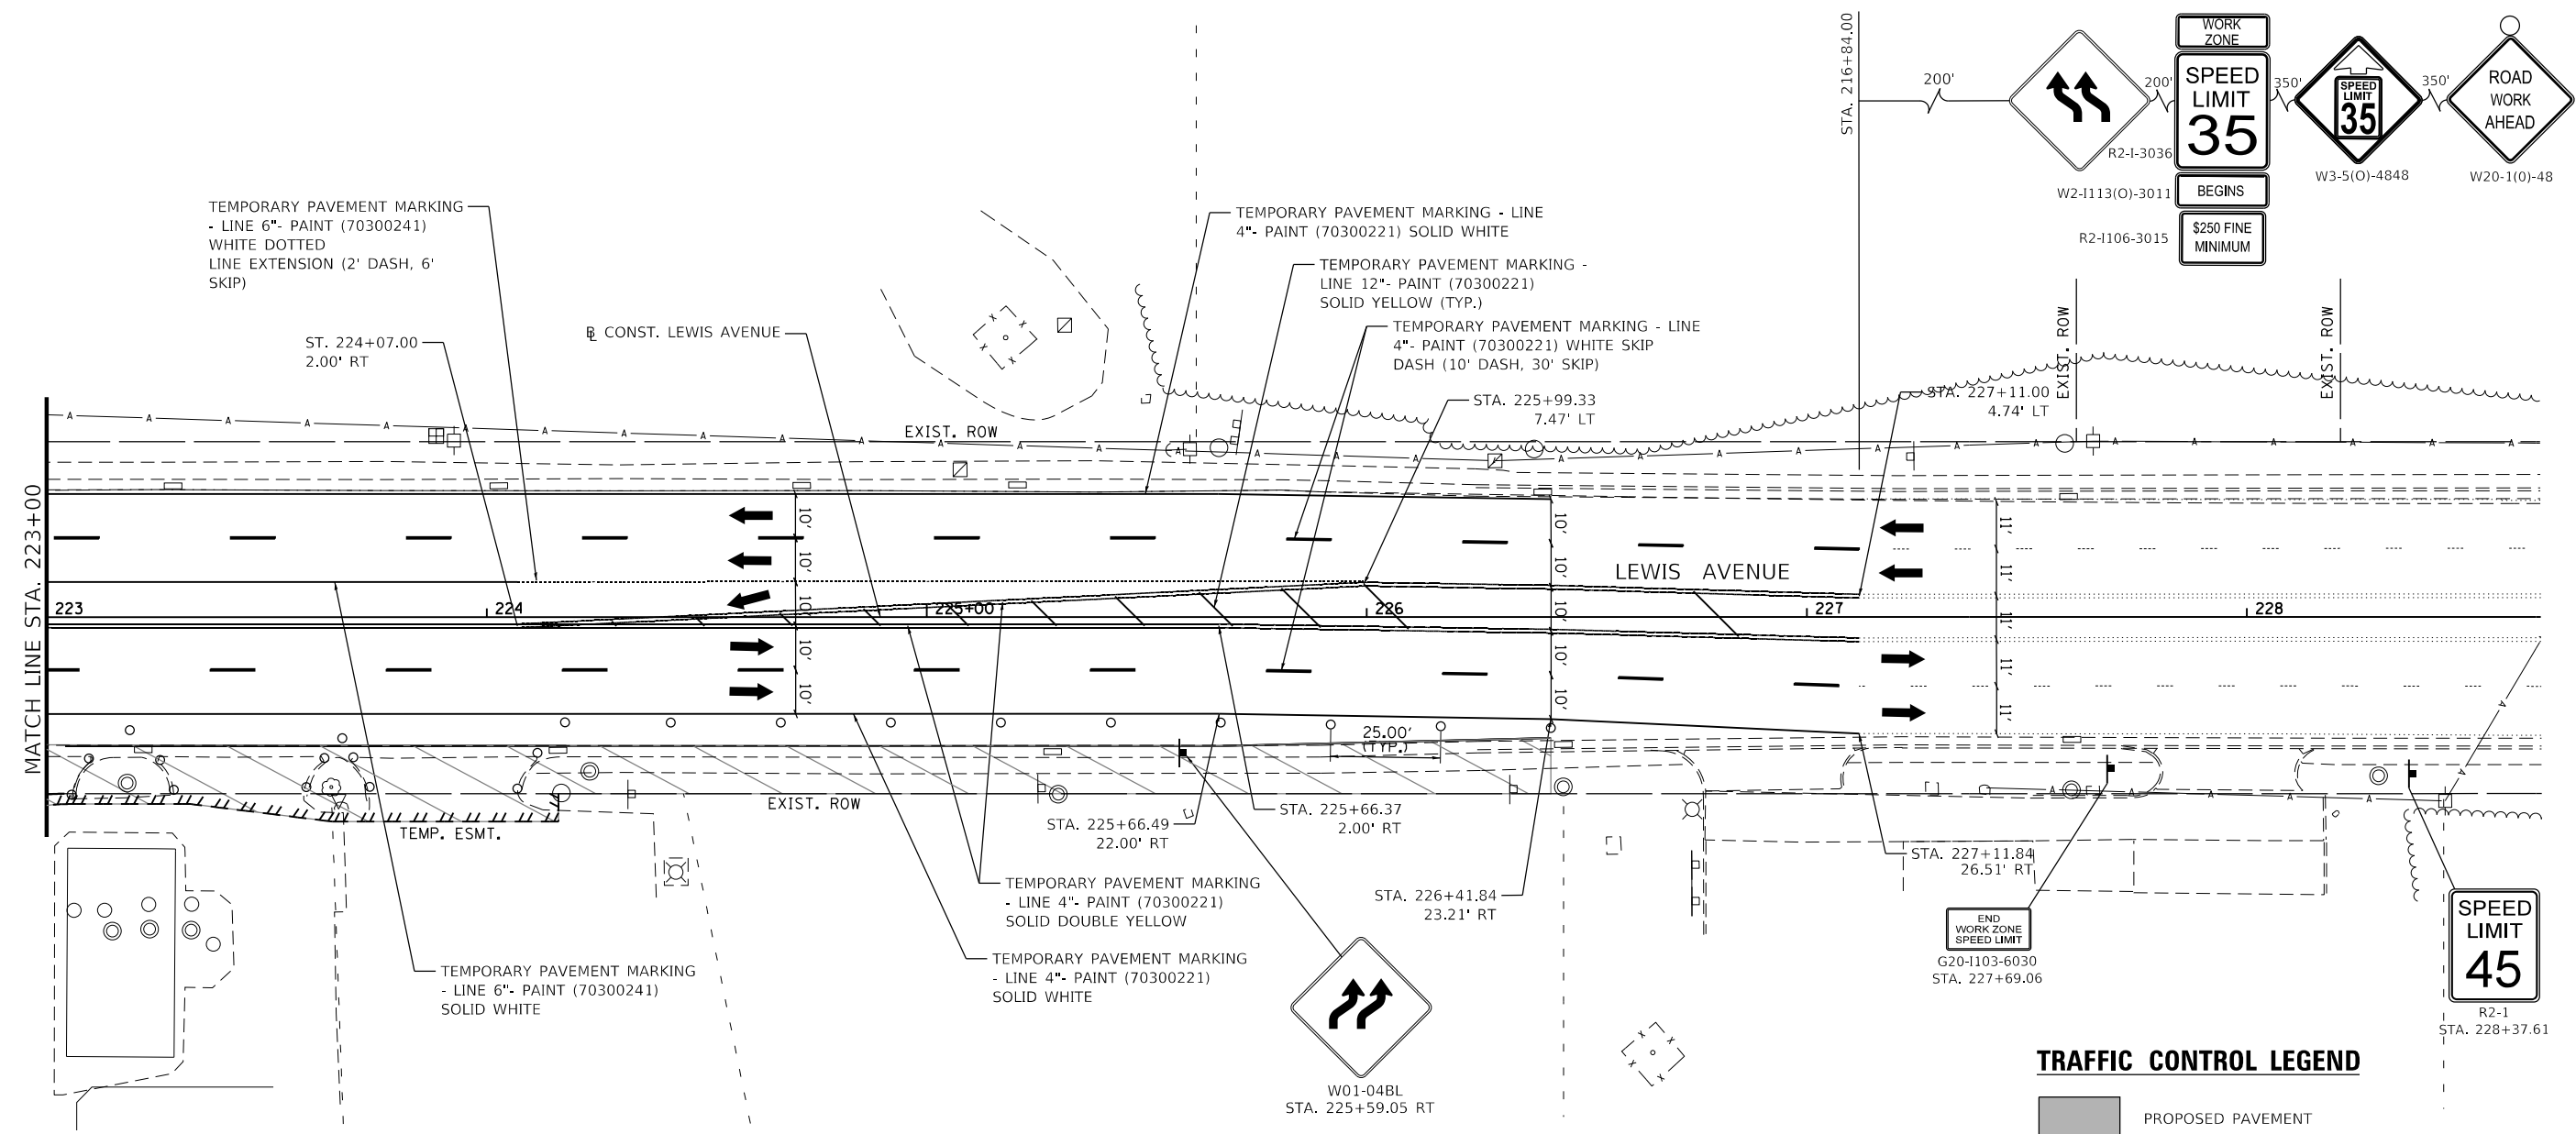 STA. 216+84.00
200'
200'
350'
350'
WORK
ZONE
SPEED
LIMIT
35
BEGINS
$250 FINE
MINIMUM
R2-I-3036
W2-I113(O)-3011
R2-I106-3015
SPEED
LIMIT
35
W3-5(O)-4848
ROAD
WORK
AHEAD
W20-1(0)-48
TEMPORARY PAVEMENT MARKING
- LINE 6"- PAINT (70300241)
WHITE DOTTED
LINE EXTENSION (2' DASH, 6'
SKIP)
TEMPORARY PAVEMENT MARKING - LINE
4"- PAINT (70300221) SOLID WHITE
TEMPORARY PAVEMENT MARKING -
LINE 12"- PAINT (70300221)
SOLID YELLOW (TYP.)
TEMPORARY PAVEMENT MARKING - LINE
4"- PAINT (70300221) WHITE SKIP
DASH (10' DASH, 30' SKIP)
ST. 224+07.00
2.00' RT
℄ CONST. LEWIS AVENUE
STA. 225+99.33
7.47' LT
STA. 227+11.00
4.74' LT
EXIST. ROW
EXIST. ROW
EXIST. ROW
MATCH LINE STA. 223+00
A A A A A A A A A A A A A A A A A A A A A A A A A A A A A A A
10'
10'
10'
10'
10'
10'
10'
10'
10'
10'
11'
11'
11'
11'
11'
LEWIS AVENUE
223
224
225+00
226
227
228
25.00'
(TYP.)
EXIST. ROW
TEMP. ESMT.
STA. 225+66.49
22.00' RT
STA. 225+66.37
2.00' RT
STA. 226+41.84
23.21' RT
STA. 227+11.84
26.51' RT
TEMPORARY PAVEMENT MARKING
- LINE 4"- PAINT (70300221)
SOLID DOUBLE YELLOW
TEMPORARY PAVEMENT MARKING
- LINE 4"- PAINT (70300221)
SOLID WHITE
TEMPORARY PAVEMENT MARKING
- LINE 6"- PAINT (70300241)
SOLID WHITE
W01-04BL
STA. 225+59.05 RT
END
WORK ZONE
SPEED LIMIT
G20-I103-6030
STA. 227+69.06
SPEED
LIMIT
45
R2-1
STA. 228+37.61
TRAFFIC CONTROL LEGEND
PROPOSED PAVEMENT